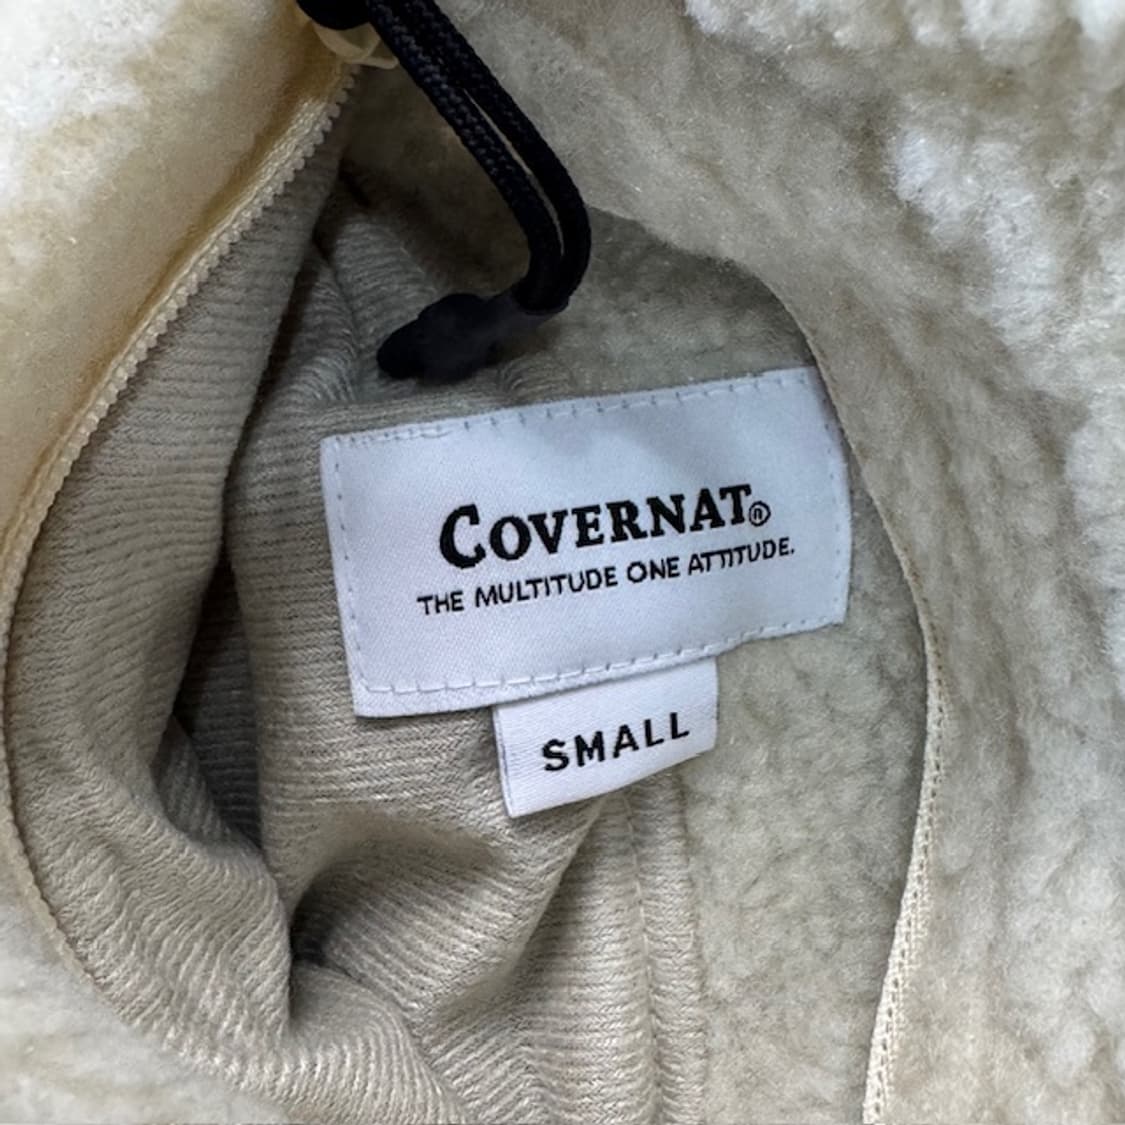 COVERNAT®
THE MULTITUDE ONE ATTITUDE.
SMALL